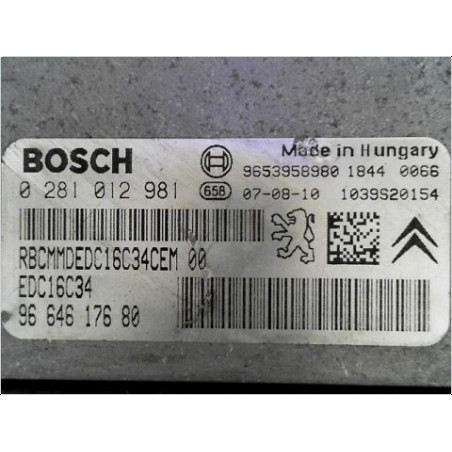 Made in Hungary
BOSCH
9653958980 1844 0066
0 281 012 981
658
07-08-10 1039S20154
RBCMMDEDC16C34CEM 00
EDC16C34
96 646 176 80